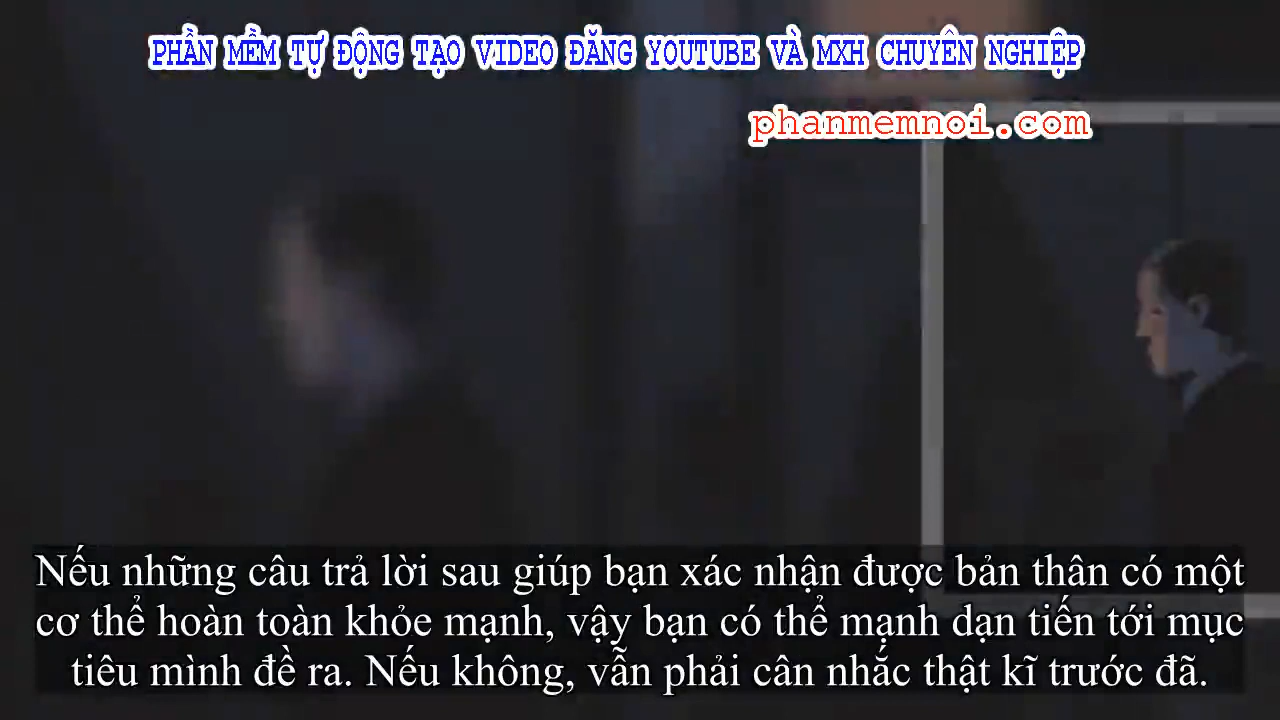 PHẦN MỀM TỰ ĐỘNG TẠO VIDEO ĐĂNG YOUTUBE VÀ MXH CHUYÊN NGHIỆP
phanmemnoi.com
Nếu những câu trả lời sau giúp bạn xác nhận được bản thân có một
cơ thể hoàn toàn khỏe mạnh, vậy bạn có thể mạnh dạn tiến tới mục
tiêu mình đề ra. Nếu không, vẫn phải cân nhắc thật kĩ trước đã.